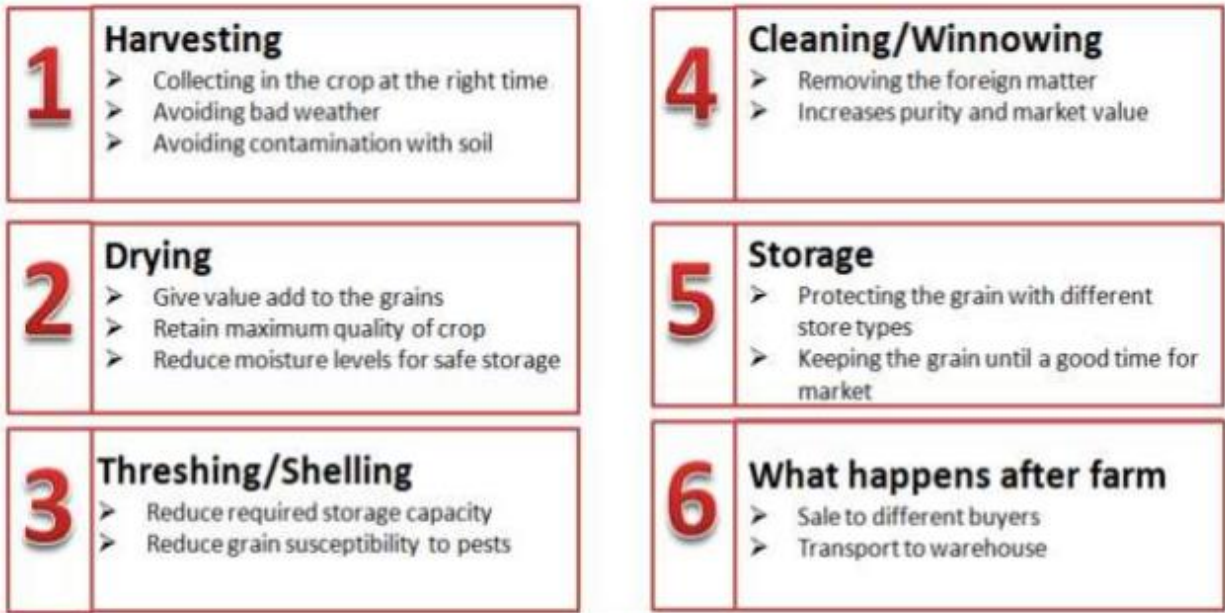 1
Harvesting
➤ Collecting in the crop at the right time
➤ Avoiding bad weather
➤ Avoiding contamination with soil
2
Drying
➤ Give value add to the grains
➤ Retain maximum quality of crop
➤ Reduce moisture levels for safe storage
3
Threshing/Shelling
➤ Reduce required storage capacity
➤ Reduce grain susceptibility to pests
4
Cleaning/Winnowing
➤ Removing the foreign matter
➤ Increases purity and market value
5
Storage
➤ Protecting the grain with different
store types
➤ Keeping the grain until a good time for
market
6
What happens after farm
➤ Sale to different buyers
➤ Transport to warehouse